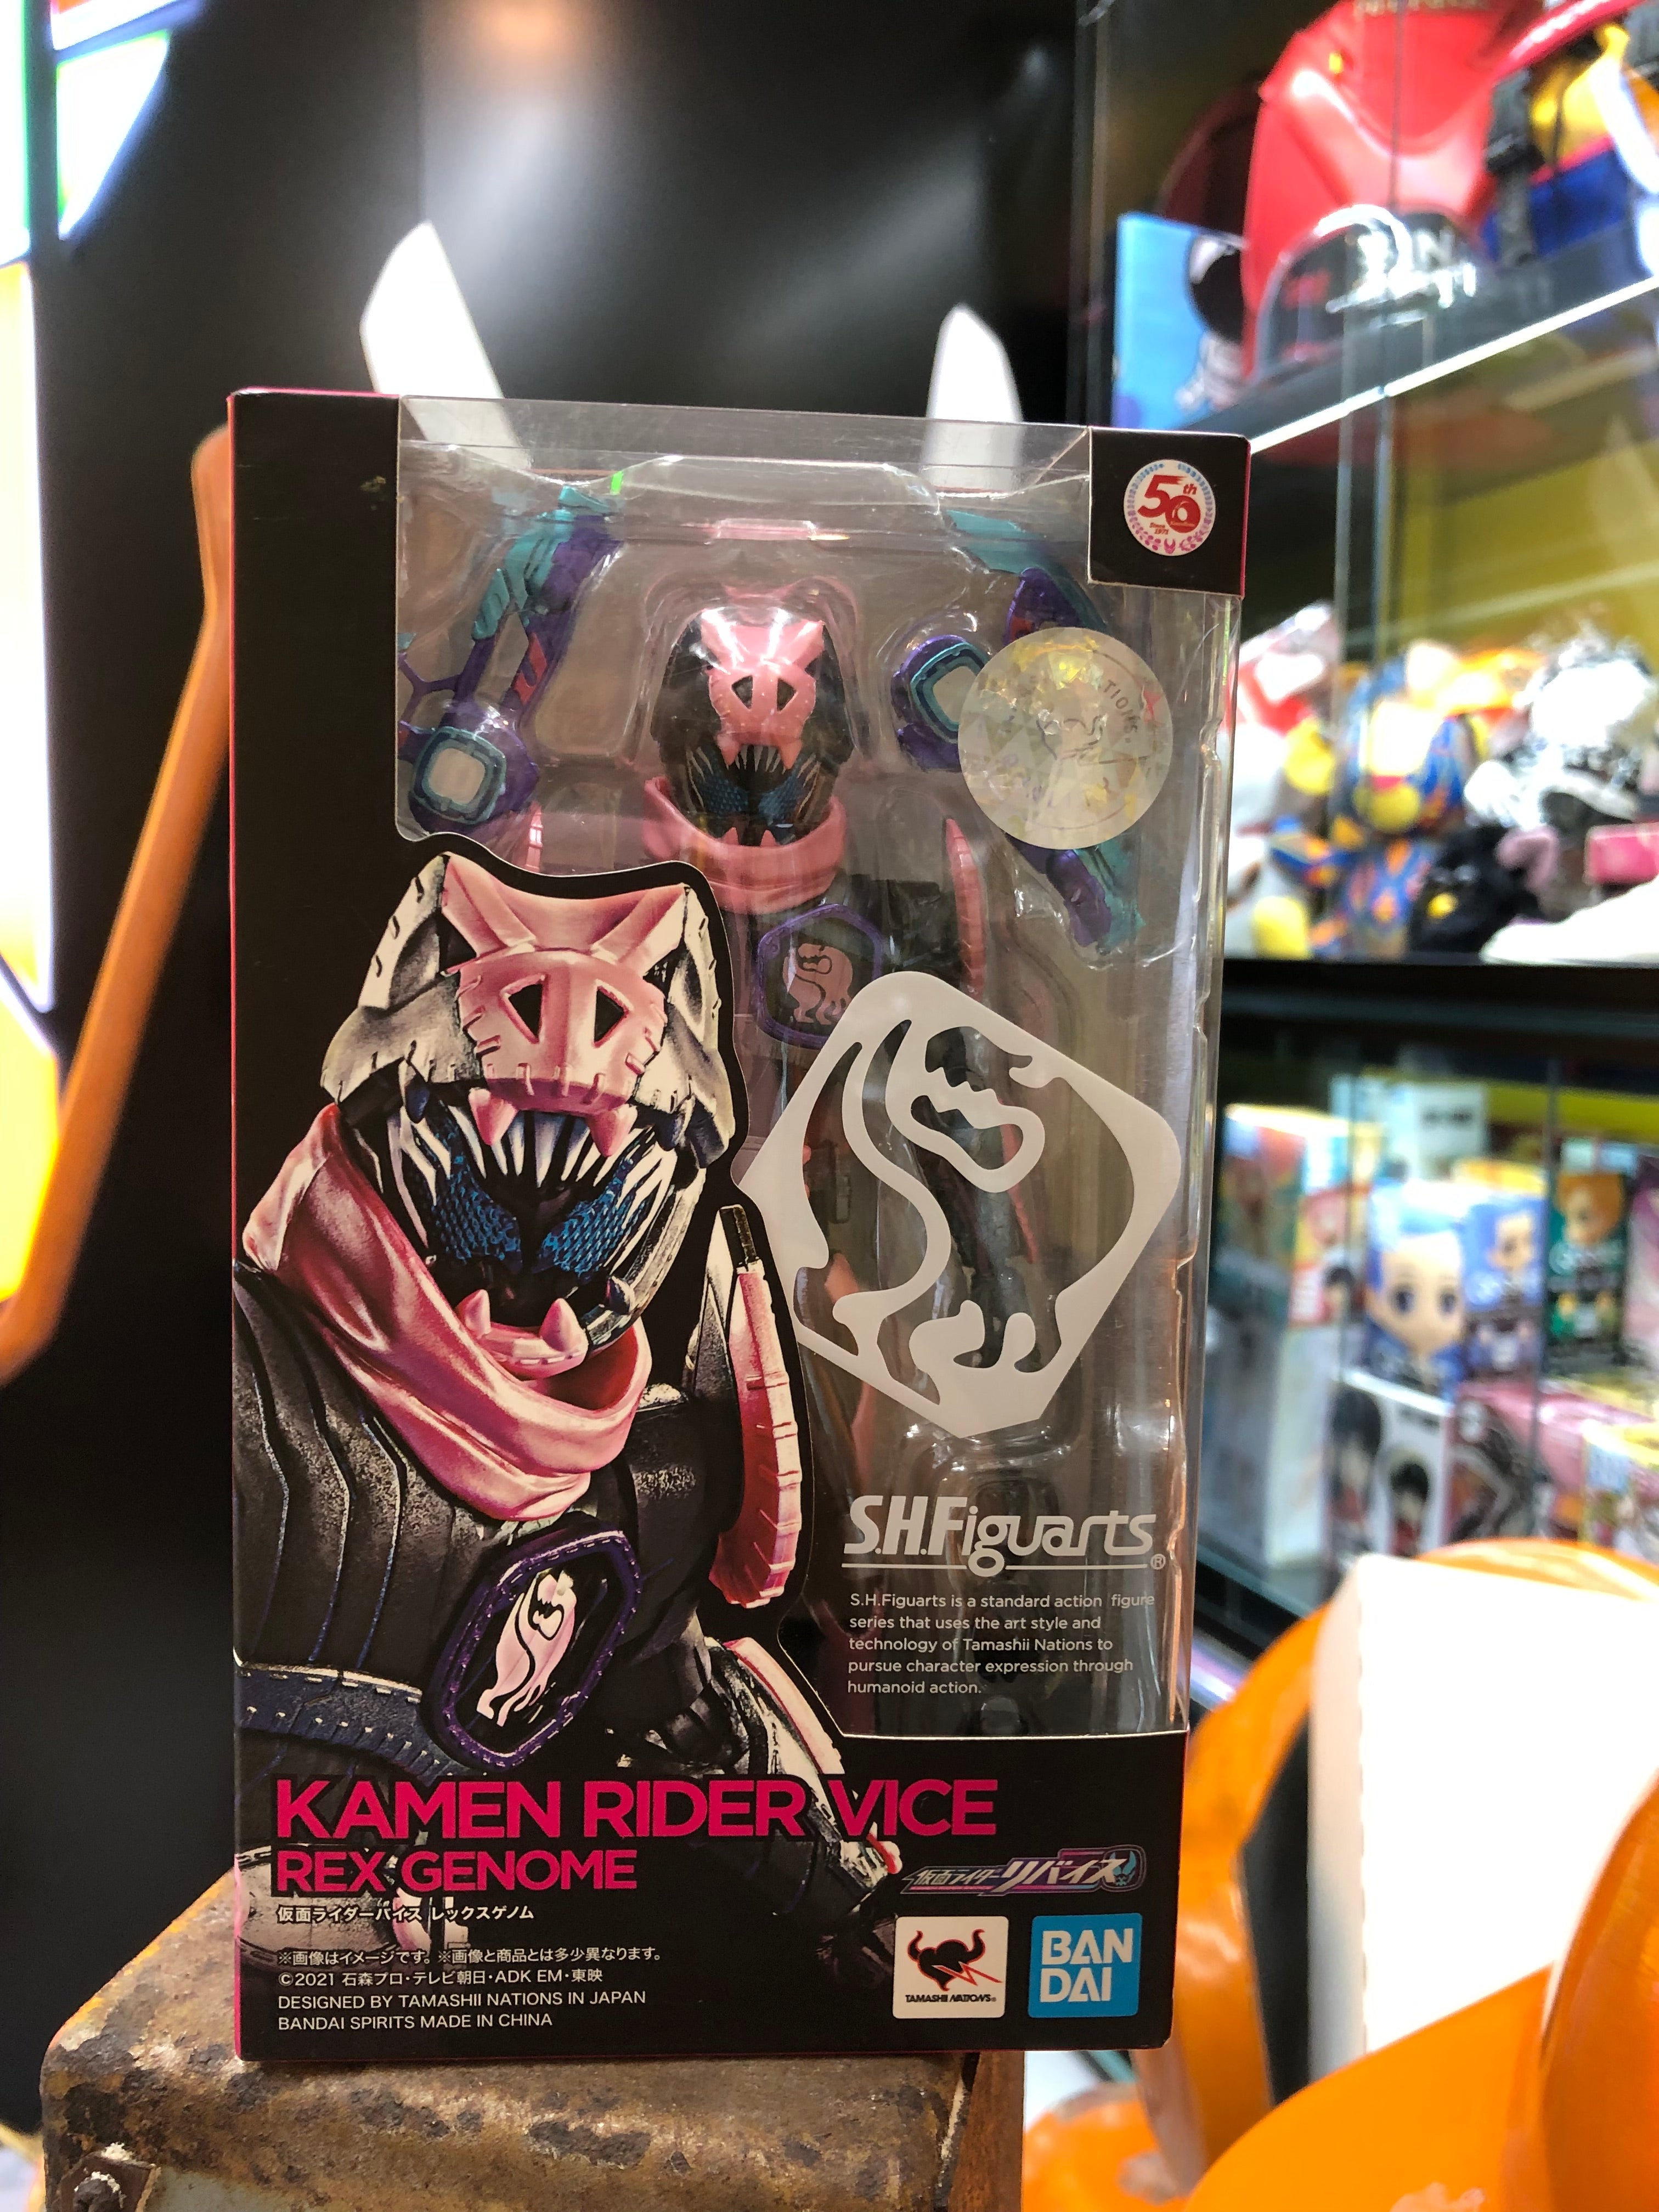 50th
Since 1971
TIONS
S.H.Figuarts®
S.H.Figuarts is a standard action figure
series that uses the art style and
technology of Tamashii Nations to
pursue character expression through
humanoid action.
KAMEN RIDER VICE
REX GENOME
仮面ライダーバイス レックスゲノム
仮面ライダーリバイス
※画像はイメージです。※画像と商品とは多少異なります。
©2021 石森プロ・テレビ朝日・ADK EM・東映
DESIGNED BY TAMASHII NATIONS IN JAPAN
BANDAI SPIRITS MADE IN CHINA
TAMASHII NATIONS®
BAN
DAI